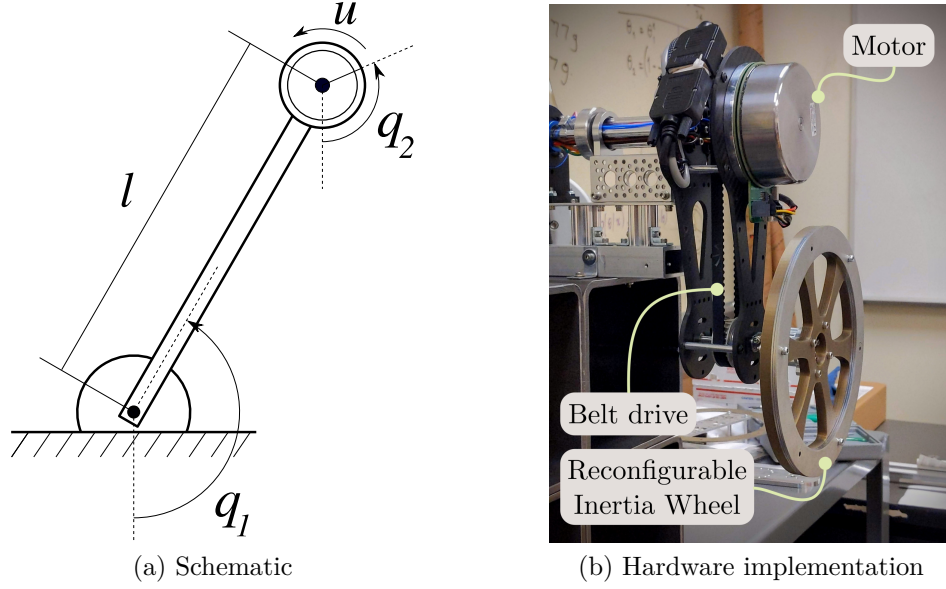 u
q2
l
q1
(a) Schematic
Motor
Belt drive
Reconfigurable
Inertia Wheel
(b) Hardware implementation